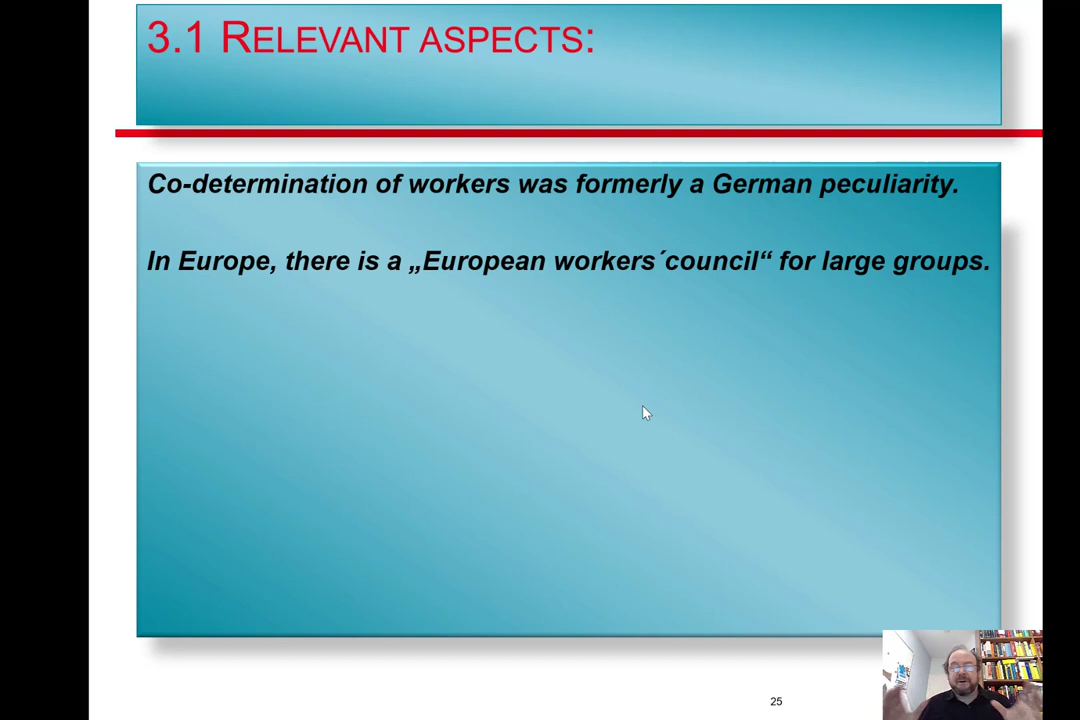 3.1 RELEVANT ASPECTS:
Co-determination of workers was formerly a German peculiarity.
In Europe, there is a „European workers´council“ for large groups.
25